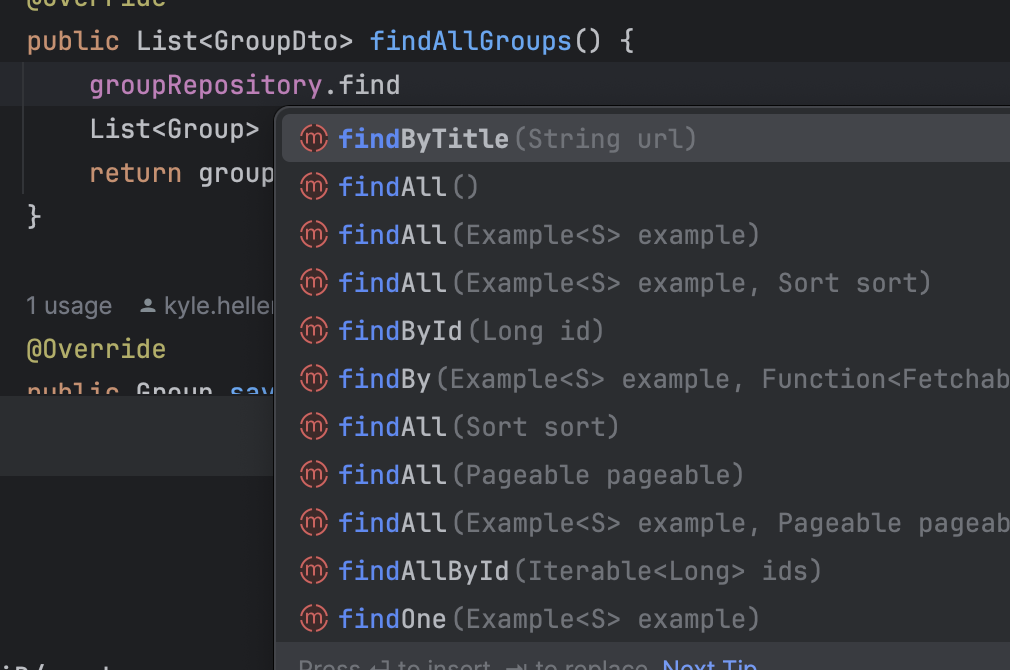 @Override
public List<GroupDto> findAllGroups() {
groupRepository.find
List<Group>
return group
}
1 usage kyle.heller
@Override
public Group sav
findByTitle(String url)
findAll()
findAll(Example<S> example)
findAll(Example<S> example, Sort sort)
findById(Long id)
findBy(Example<S> example, Function<Fetchab
findAll(Sort sort)
findAll(Pageable pageable)
findAll(Example<S> example, Pageable pageab
findAllById(Iterable<Long> ids)
findOne(Example<S> example)
Press ↵ to insert, ⇥ to replace Next Tip